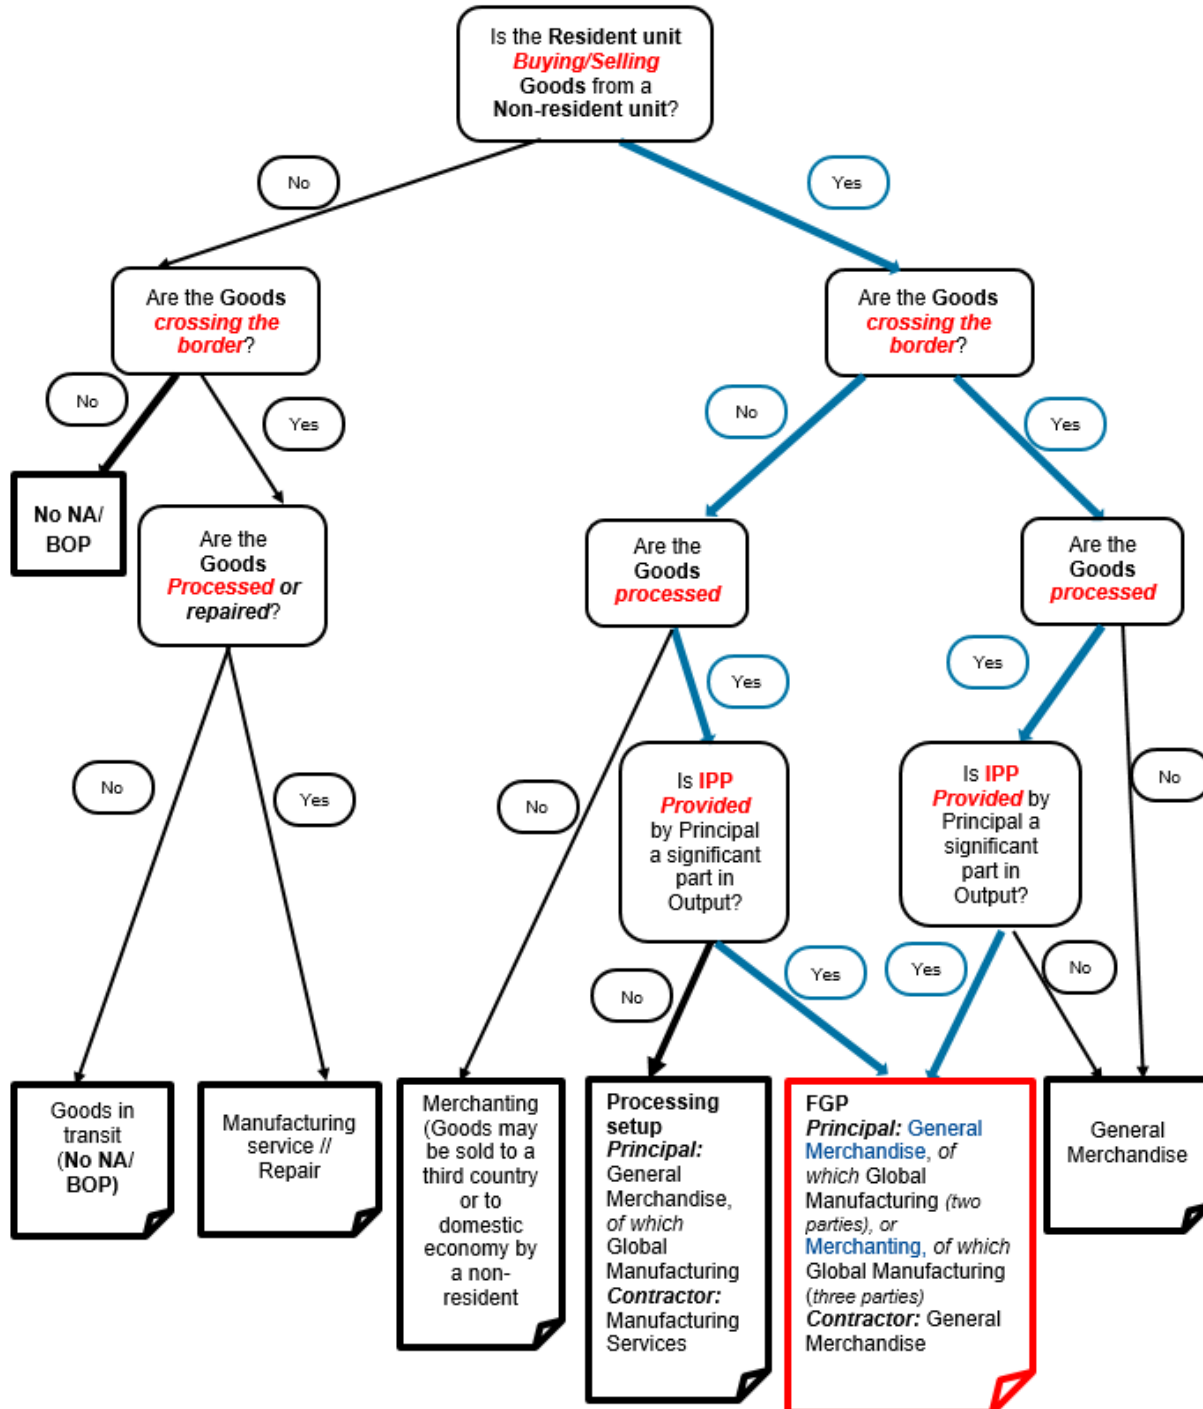 Is the Resident unit
Buying/Selling
Goods from a
Non-resident unit?
No
Yes
Are the Goods
crossing the
border?
Are the Goods
crossing the
border?
No
Yes
No
Yes
No NA/
BOP
Are the
Goods
Processed or
repaired?
Are the
Goods
processed
Are the
Goods
processed
Yes
Yes
No
Yes
No
Is IPP
Provided
by Principal
a significant
part in
Output?
Is IPP
Provided by
Principal a
significant
part in
Output?
No
No
Yes
Yes
No
Goods in
transit
(No NA/
BOP)
Manufacturing
service //
Repair
Merchanting
(Goods may
be sold to a
third country
or to
domestic
economy by
a non-
resident
Processing
setup
Principal:
General
Merchandise,
of which
Global
Manufacturing
Contractor:
Manufacturing
Services
FGP
Principal: General
Merchandise, of
which Global
Manufacturing (two
parties), or
Merchanting, of which
Global Manufacturing
(three parties)
Contractor: General
Merchandise
General
Merchandise